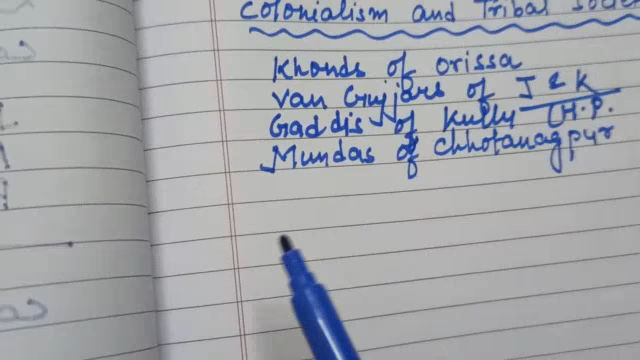 Colonialism and Tribal
Khonds of Orissa
Van Gujjars of J & K
Gaddis of Kullu (H.P.
Mundas of Chhotanagpur